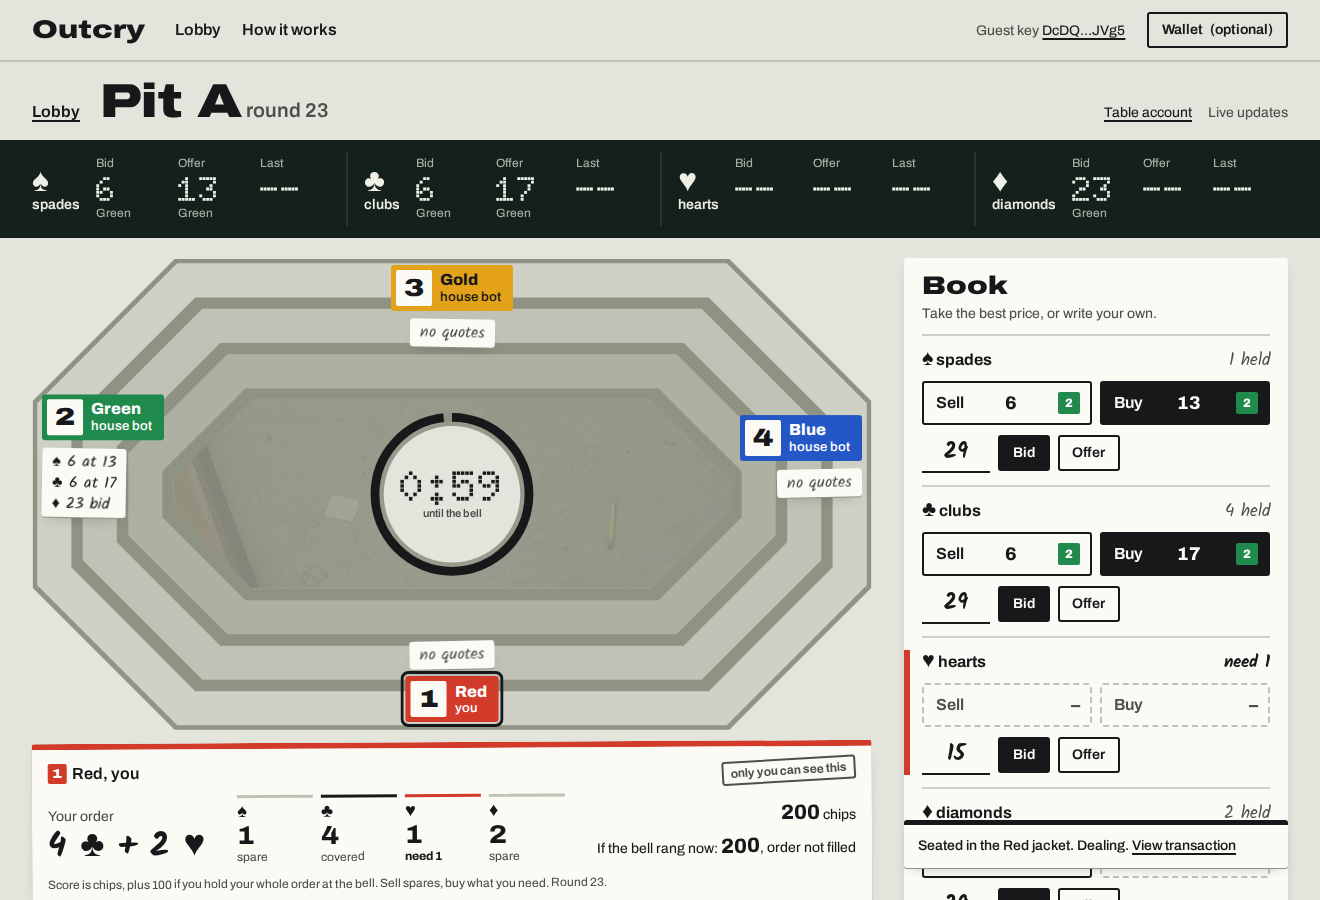 Outcry Lobby How it works Guest key DcDQ...JVg5 Wallet (optional)
Lobby Pit A round 23 Table account Live updates
♠ spades Bid 6 Green Offer 13 Green Last ----
♣ clubs Bid 6 Green Offer 17 Green Last ----
♥ hearts Bid ---- Offer ---- Last ----
♦ diamonds Bid 23 Green Offer ---- Last ----
3 Gold
house bot
no quotes
2 Green
house bot
♠ 6 at 13
♣ 6 at 17
♦ 23 bid
4 Blue
house bot
no quotes
0:59
until the bell
no quotes
1 Red
you
1 Red, you
only you can see this
Your order
4 ♣ + 2 ♥
♠ 1 spare
♣ 4 covered
♥ 1 need 1
♦ 2 spare
200 chips
If the bell rang now: 200, order not filled
Score is chips, plus 100 if you hold your whole order at the bell. Sell spares, buy what you need. Round 23.
Book
Take the best price, or write your own.
♠ spades 1 held
Sell 6 2 Buy 13 2
29 Bid Offer
♣ clubs 4 held
Sell 6 2 Buy 17 2
29 Bid Offer
♥ hearts need 1
Sell – Buy –
15 Bid Offer
♦ diamonds 2 held
Seated in the Red jacket. Dealing. View transaction